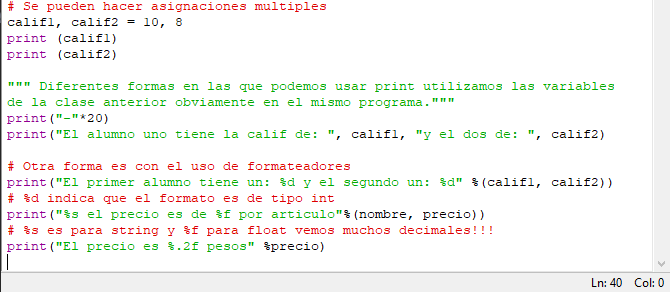 # Se pueden hacer asignaciones multiples
calif1, calif2 = 10, 8
print (calif1)
print (calif2)
""" Diferentes formas en las que podemos usar print utilizamos las variables
de la clase anterior obviamente en el mismo programa."""
print("-"*20)
print("El alumno uno tiene la calif de: ", calif1, "y el dos de: ", calif2)
# Otra forma es con el uso de formateadores
print("El primer alumno tiene un: %d y el segundo un: %d" %(calif1, calif2))
# %d indica que el formato es de tipo int
print("%s el precio es de %f por articulo"%(nombre, precio))
# %s es para string y %f para float vemos muchos decimales!!!
print("El precio es %.2f pesos" %precio)
Ln: 40 Col: 0